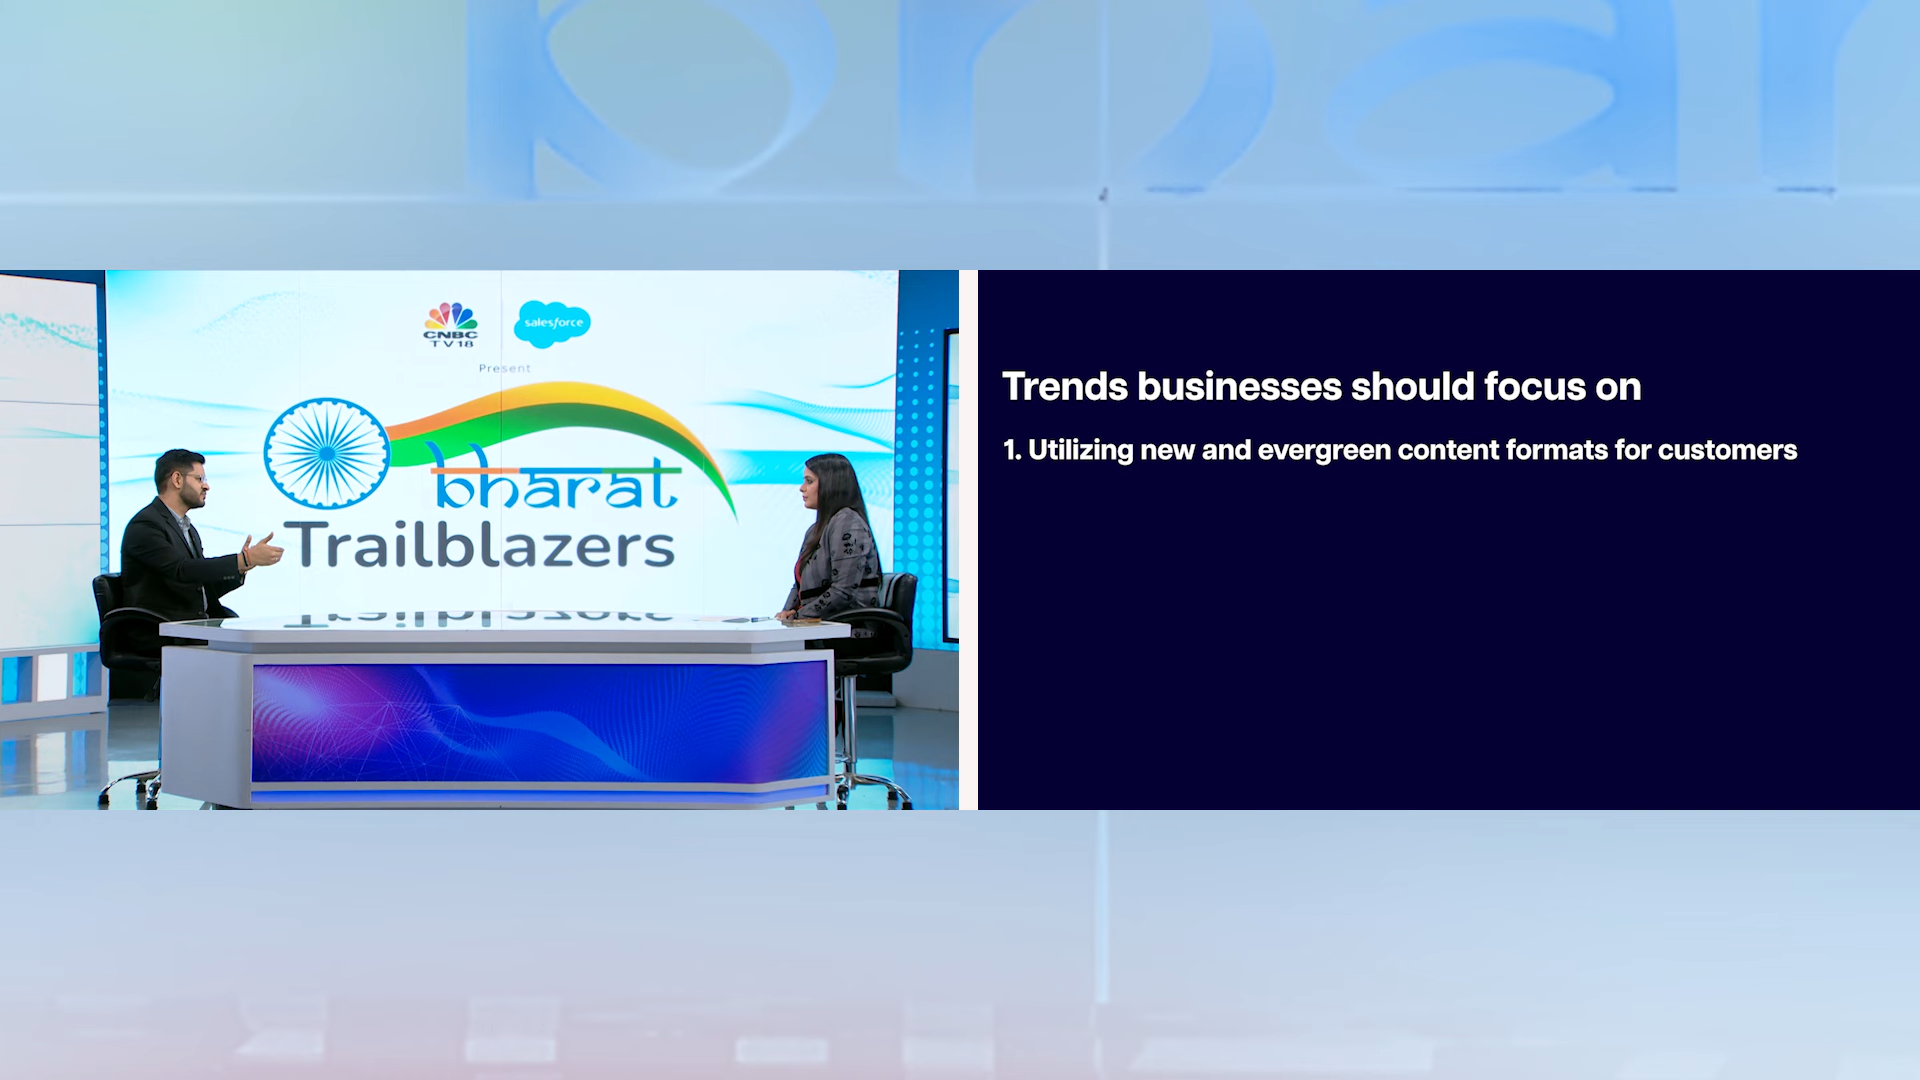 CNBC
TV18
salesforce
Present
bharat
Trailblazers
Trends businesses should focus on
1. Utilizing new and evergreen content formats for customers